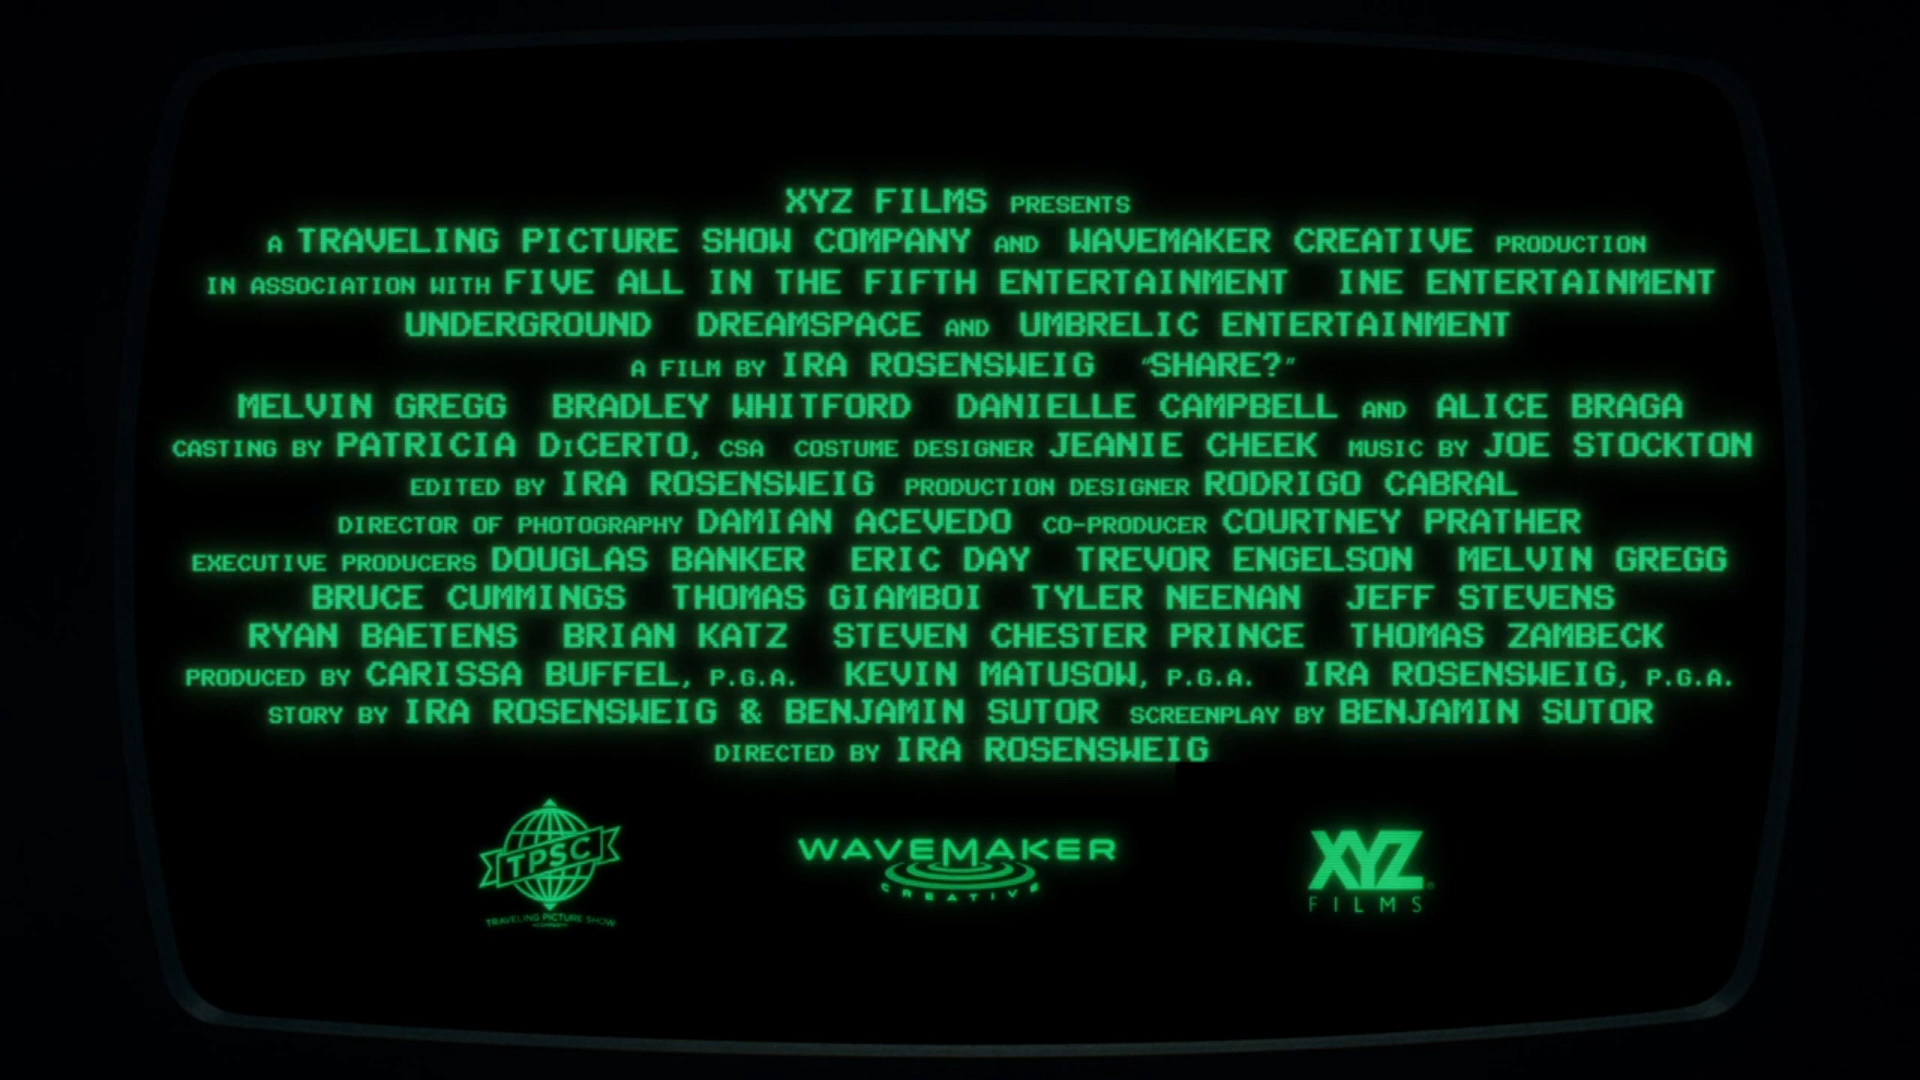 XYZ FILMS PRESENTS
A TRAVELING PICTURE SHOW COMPANY AND WAVEMAKER CREATIVE PRODUCTION
IN ASSOCIATION WITH FIVE ALL IN THE FIFTH ENTERTAINMENT INE ENTERTAINMENT
UNDERGROUND DREAMSPACE AND UMBRELIC ENTERTAINMENT
A FILM BY IRA ROSENSWEIG “SHARE?”
MELVIN GREGG BRADLEY WHITFORD DANIELLE CAMPBELL AND ALICE BRAGA
CASTING BY PATRICIA DiCERTO, CSA COSTUME DESIGNER JEANIE CHEEK MUSIC BY JOE STOCKTON
EDITED BY IRA ROSENSWEIG PRODUCTION DESIGNER RODRIGO CABRAL
DIRECTOR OF PHOTOGRAPHY DAMIAN ACEVEDO CO-PRODUCER COURTNEY PRATHER
EXECUTIVE PRODUCERS DOUGLAS BANKER ERIC DAY TREVOR ENGELSON MELVIN GREGG
BRUCE CUMMINGS THOMAS GIAMBOI TYLER NEENAN JEFF STEVENS
RYAN BAETENS BRIAN KATZ STEVEN CHESTER PRINCE THOMAS ZAMBECK
PRODUCED BY CARISSA BUFFEL, P.G.A. KEVIN MATUSOW, P.G.A. IRA ROSENSWEIG, P.G.A.
STORY BY IRA ROSENSWEIG & BENJAMIN SUTOR SCREENPLAY BY BENJAMIN SUTOR
DIRECTED BY IRA ROSENSWEIG
TPSC
TRAVELING PICTURE SHOW
WAVEMAKER
CREATIVE
XYZ
FILMS